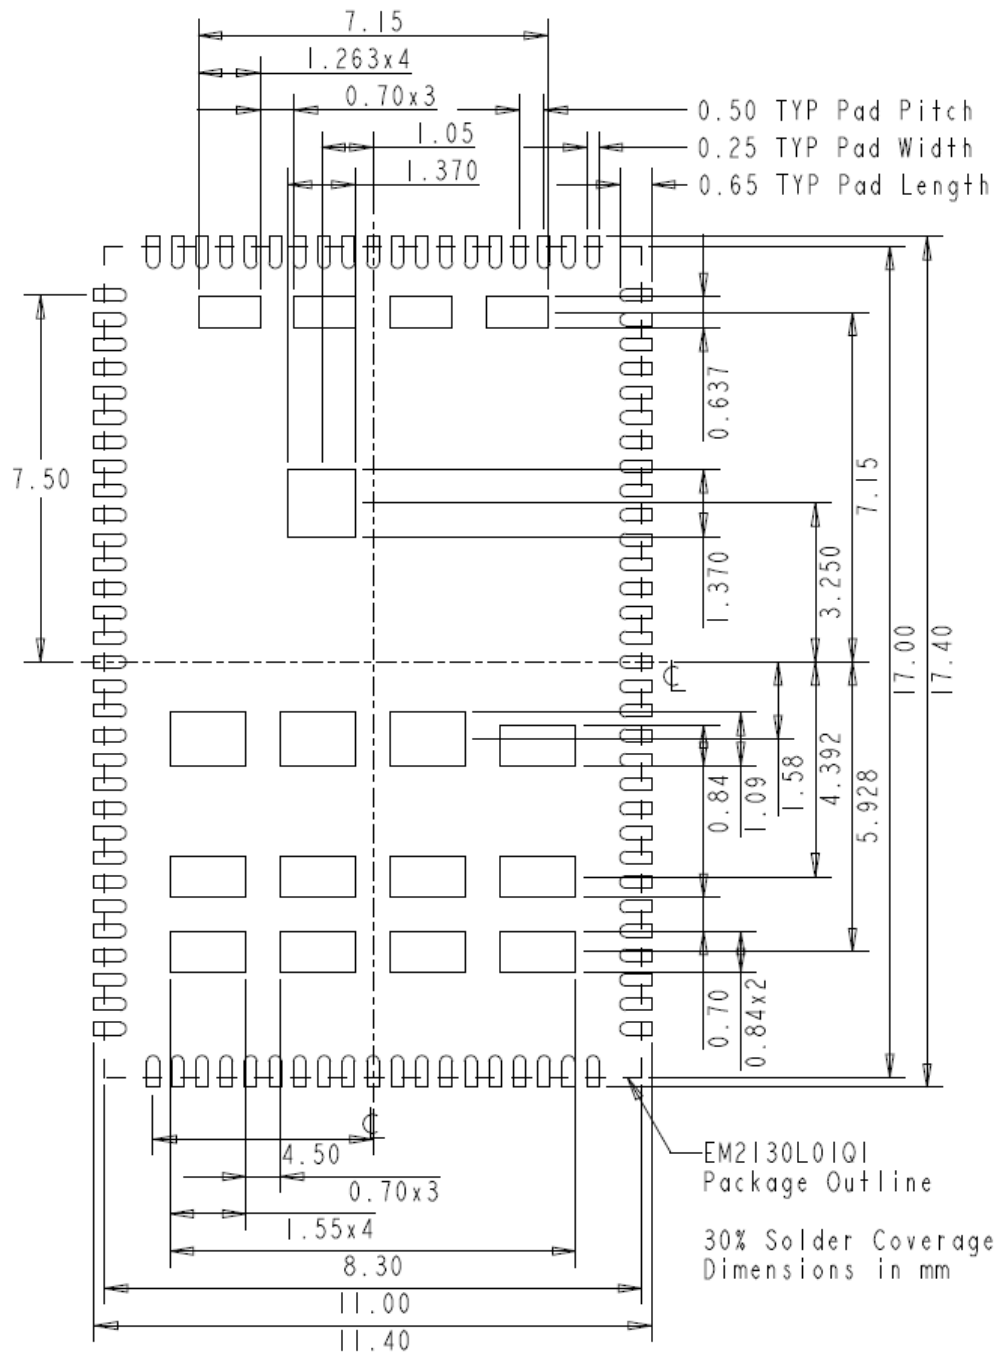 7.15
1.263x4
0.70x3
0.50 TYP Pad Pitch
1.05
0.25 TYP Pad Width
1.370
0.65 TYP Pad Length
0.637
7.50
7.15
1.370
3.250
17.00
17.40
℄
0.84
1.09
1.58
4.392
5.928
0.70
0.84x2
℄
4.50
EM2130L01QI
Package Outline
0.70x3
1.55x4
30% Solder Coverage
8.30
Dimensions in mm
11.00
11.40